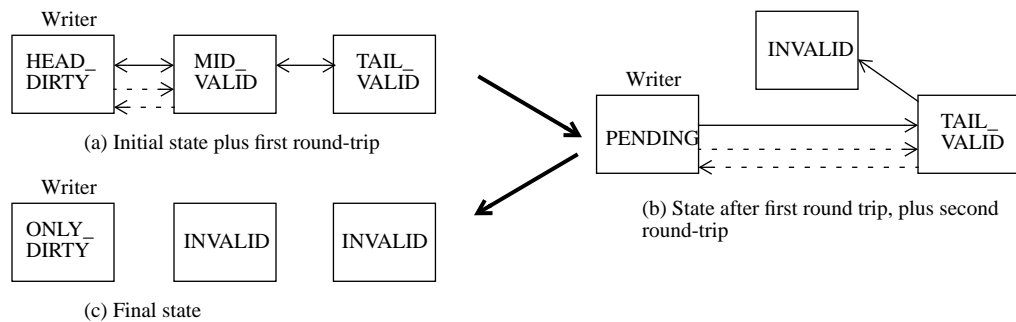 Writer
HEAD_
DIRTY
MID_
VALID
TAIL_
VALID
(a) Initial state plus first round-trip
INVALID
Writer
PENDING
TAIL_
VALID
(b) State after first round trip, plus second
round-trip
Writer
ONLY_
DIRTY
INVALID
INVALID
(c) Final state